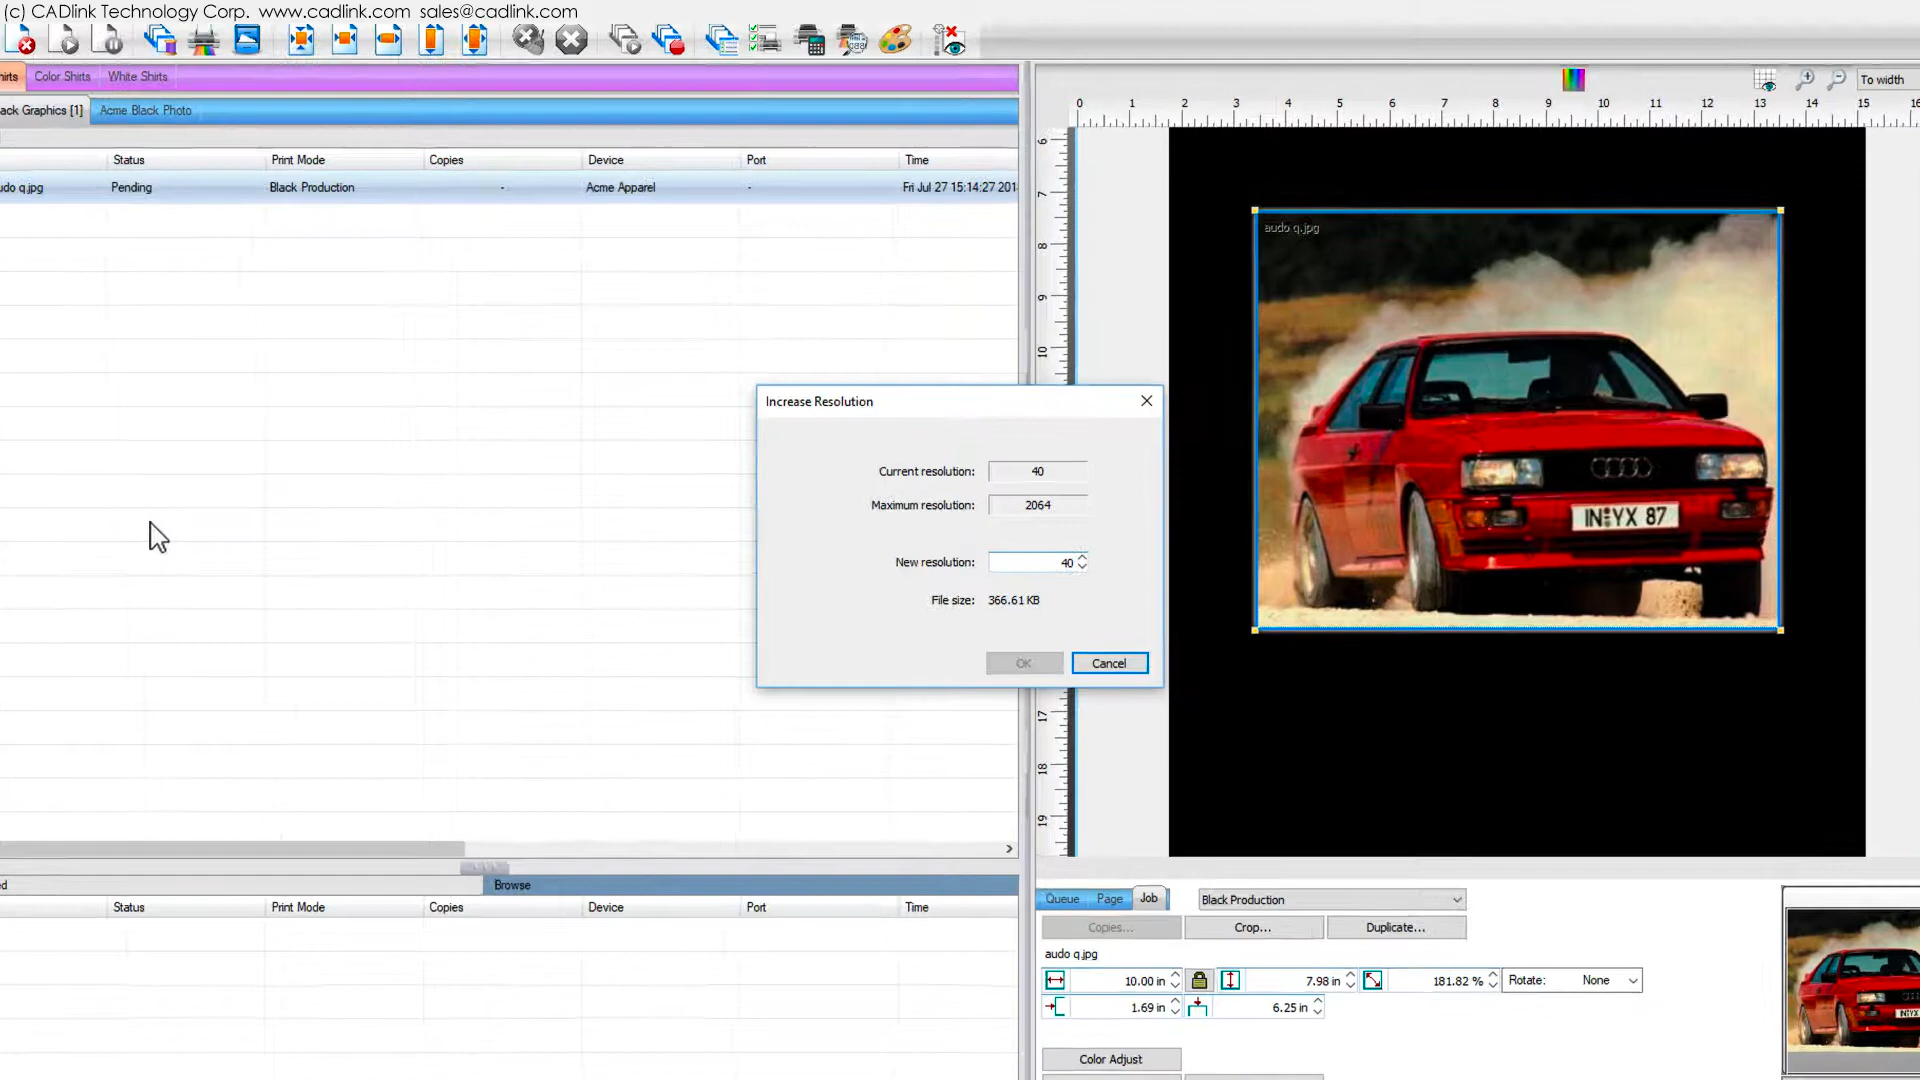 (c) CADlink Technology Corp. www.cadlink.com sales@cadlink.com
hirts Color Shirts White Shirts
ack Graphics [1] Acme Black Photo
Status Print Mode Copies Device Port Time
udo q.jpg Pending Black Production - Acme Apparel - Fri Jul 27 15:14:27 201
To width
0 1 2 3 4 5 6 7 8 9 10 11 12 13 14 15 16
6
7
8
9
10
17
18
19
audo q.jpg
IN YX 87
Increase Resolution
Current resolution: 40
Maximum resolution: 2064
New resolution: 40
File size: 366.61 KB
OK Cancel
ed Browse
Status Print Mode Copies Device Port Time
Queue Page Job Black Production
Copies... Crop... Duplicate...
audo q.jpg
10.00 in 7.98 in 181.82 % Rotate: None
1.69 in 6.25 in
Color Adjust